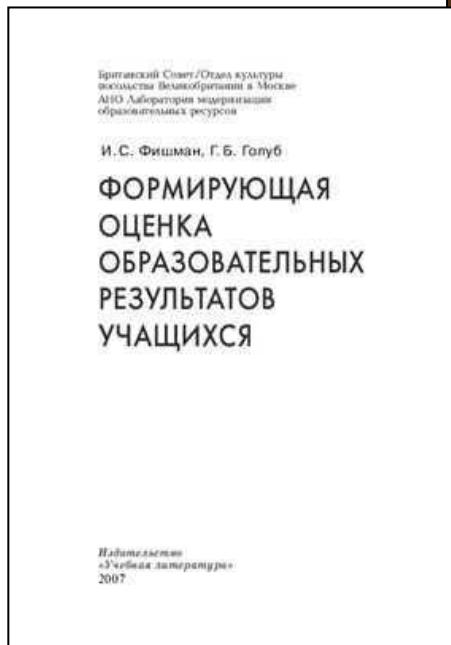 Британский Совет/Отдел культуры
посольства Великобритании в Москве
АНО Лаборатория модернизации
образовательных ресурсов
И.С. Фишман, Г.Б. Голуб
ФОРМИРУЮЩАЯ
ОЦЕНКА
ОБРАЗОВАТЕЛЬНЫХ
РЕЗУЛЬТАТОВ
УЧАЩИХСЯ
Издательство
«Учебная литература»
2007